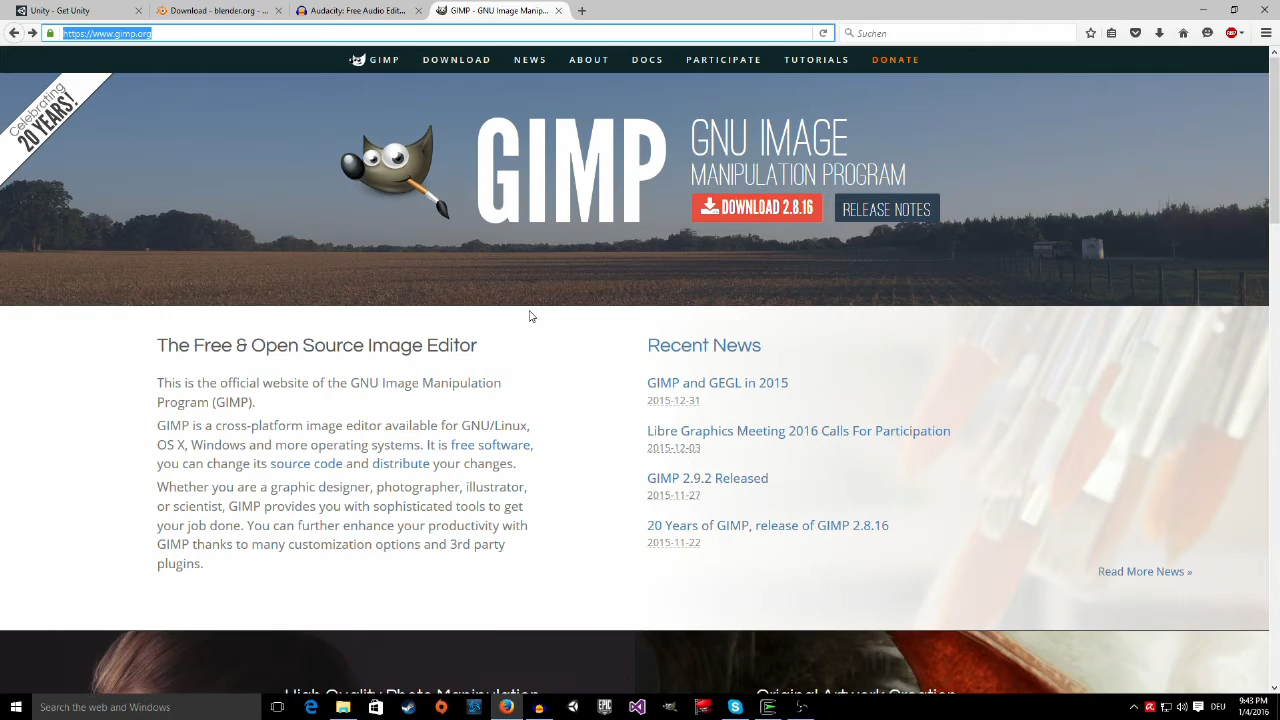 Unity - Get Unity
Download - blender.org - ...
Audacity: Free Audio Edit...
GIMP - GNU Image Manip...
https://www.gimp.org
Suchen
GIMP
DOWNLOAD
NEWS
ABOUT
DOCS
PARTICIPATE
TUTORIALS
DONATE
Celebrating
20 YEARS!
GIMP
GNU IMAGE
MANIPULATION PROGRAM
DOWNLOAD 2.8.16
RELEASE NOTES
The Free & Open Source Image Editor
This is the official website of the GNU Image Manipulation
Program (GIMP).
GIMP is a cross-platform image editor available for GNU/Linux,
OS X, Windows and more operating systems. It is free software,
you can change its source code and distribute your changes.
Whether you are a graphic designer, photographer, illustrator,
or scientist, GIMP provides you with sophisticated tools to get
your job done. You can further enhance your productivity with
GIMP thanks to many customization options and 3rd party
plugins.
Recent News
GIMP and GEGL in 2015
2015-12-31
Libre Graphics Meeting 2016 Calls For Participation
2015-12-03
GIMP 2.9.2 Released
2015-11-27
20 Years of GIMP, release of GIMP 2.8.16
2015-11-22
Read More News »
High Quality Photo Manipulation
Original Artwork Creation
Search the web and Windows
EPIC
DEU
9:43 PM
1/4/2016